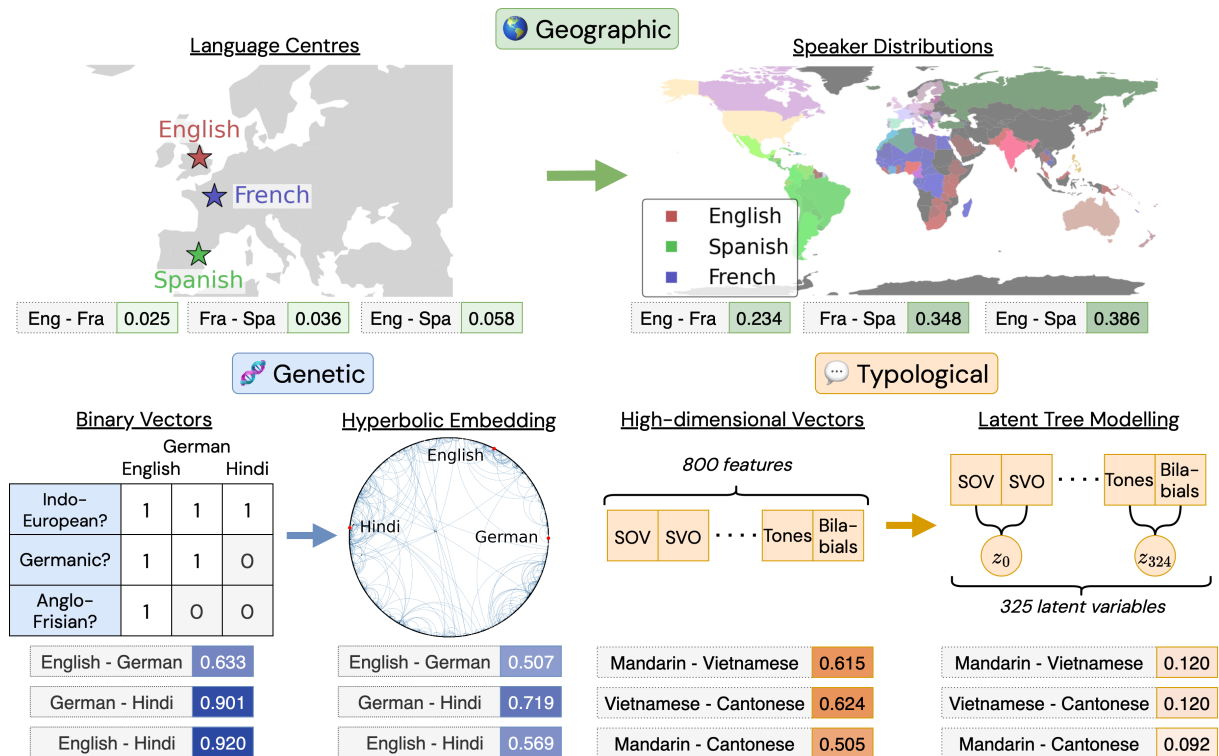 Geographic
Language Centres
English
French
Spanish
Eng - Fra 0.025
Fra - Spa 0.036
Eng - Spa 0.058
Speaker Distributions
English
Spanish
French
Eng - Fra 0.234
Fra - Spa 0.348
Eng - Spa 0.386
Genetic
Binary Vectors
German
English Hindi
Indo-
European? 1 1 1
Germanic? 1 1 0
Anglo-
Frisian? 1 0 0
English - German 0.633
German - Hindi 0.901
English - Hindi 0.920
Hyperbolic Embedding
English
Hindi
German
English - German 0.507
German - Hindi 0.719
English - Hindi 0.569
Typological
High-dimensional Vectors
800 features
SOV SVO · · · · Tones Bila-
bials
Mandarin - Vietnamese 0.615
Vietnamese - Cantonese 0.624
Mandarin - Cantonese 0.505
Latent Tree Modelling
SOV SVO · · · · Tones Bila-
bials
z0 z324
325 latent variables
Mandarin - Vietnamese 0.120
Vietnamese - Cantonese 0.120
Mandarin - Cantonese 0.092